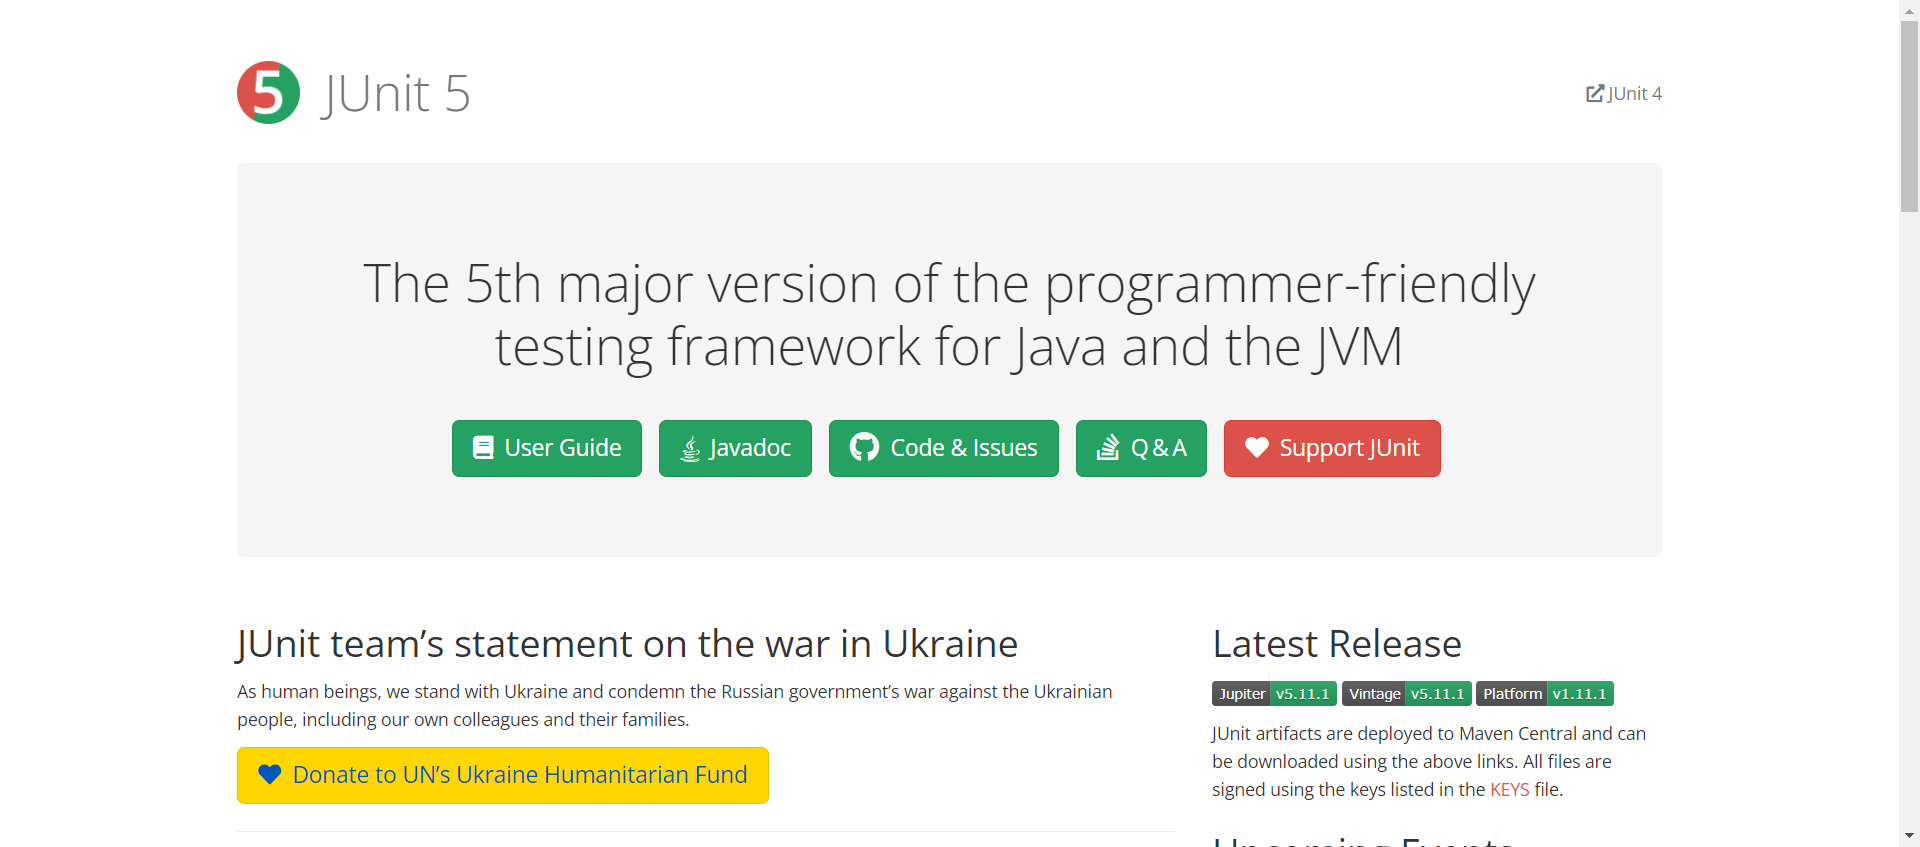 5 JUnit 5
JUnit 4
The 5th major version of the programmer-friendly
testing framework for Java and the JVM
User Guide
Javadoc
Code & Issues
Q & A
Support JUnit
JUnit team’s statement on the war in Ukraine
As human beings, we stand with Ukraine and condemn the Russian government’s war against the Ukrainian
people, including our own colleagues and their families.
Donate to UN’s Ukraine Humanitarian Fund
Latest Release
Jupiter v5.11.1 Vintage v5.11.1 Platform v1.11.1
JUnit artifacts are deployed to Maven Central and can
be downloaded using the above links. All files are
signed using the keys listed in the KEYS file.
Upcoming Events